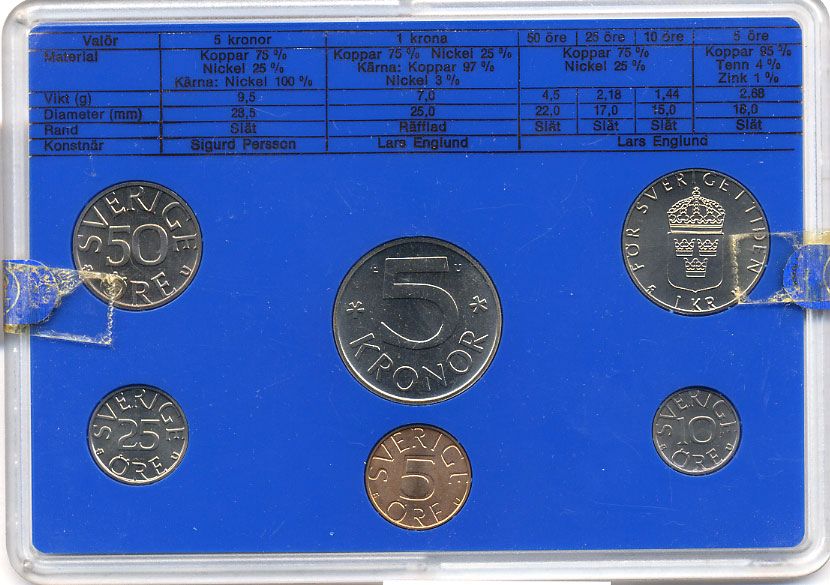 Valör 5 kronor 1 krona 50 öre 25 öre 10 öre 5 öre
Material Koppar 75 % Koppar 75 % Nickel 25 % Koppar 75 % Koppar 95 %
Nickel 25 % Kärna: Koppar 97 % Nickel 25 % Tenn 4 %
Kärna: Nickel 100 % Nickel 3 % Zink 1 %
Vikt (g) 9,5 7,0 4,5 2,18 1,44 2,68
Diameter (mm) 28,5 25,0 22,0 17,0 15,0 18,0
Rand Slät Räfflad Slät Slät Slät Slät
Konstnär Sigurd Persson Lars Englund Lars Englund
SVERIGE
50
ÖRE
U
5
KRONOR
FÖR SVERIGE I TIDEN
1 KR
SVERIGE
25
ÖRE
U
SVERIGE
5
ÖRE
U
SVERIGE
10
ÖRE
U